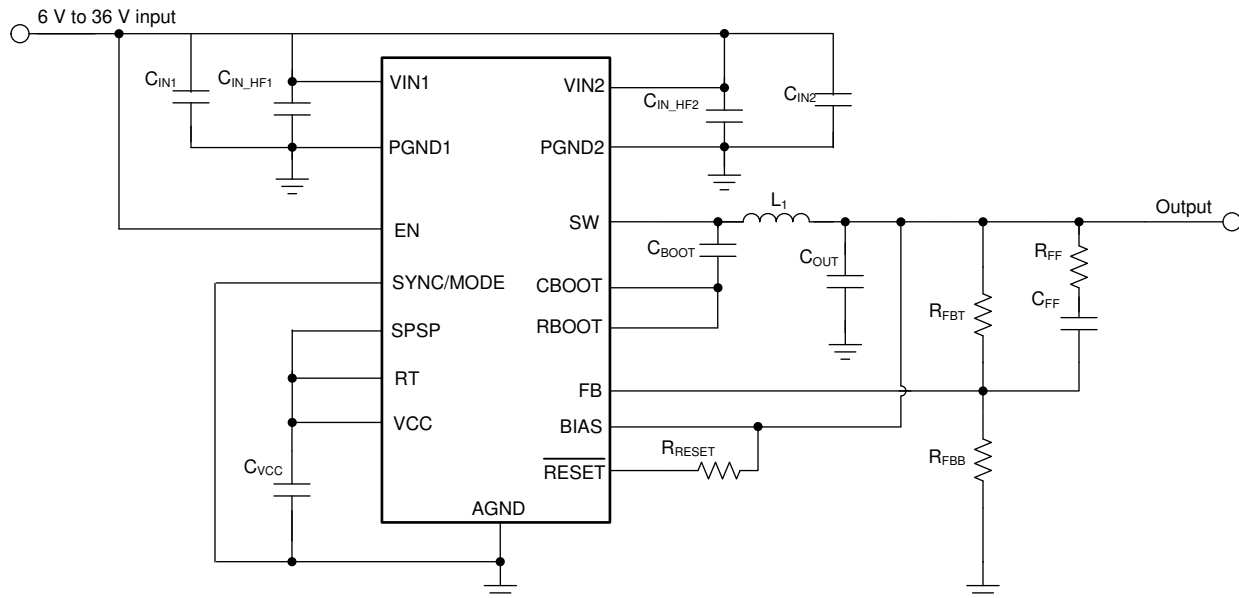 6 V to 36 V input
C_IN1
C_IN_HF1
VIN1
VIN2
C_IN_HF2
C_IN2
PGND1
PGND2
L_1
EN
SW
Output
C_BOOT
C_OUT
R_FF
SYNC/MODE
CBOOT
C_FF
SPSP
RBOOT
R_FBT
RT
FB
VCC
BIAS
R_RESET
R_FBB
C_VCC
RESET
AGND